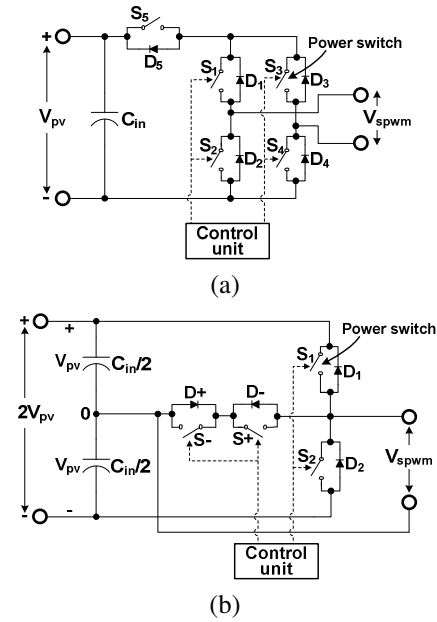 S5
+
D5
Power switch
S1
D1
S3
D3
Vpv
Cin
Vspwm
S2
D2
S4
D4
-
Control
unit
(a)
+
+
Power switch
S1
D1
Vpv
Cin/2
D+
D-
2Vpv
0
S-
S+
Vpv
Cin/2
S2
D2
Vspwm
-
-
Control
unit
(b)